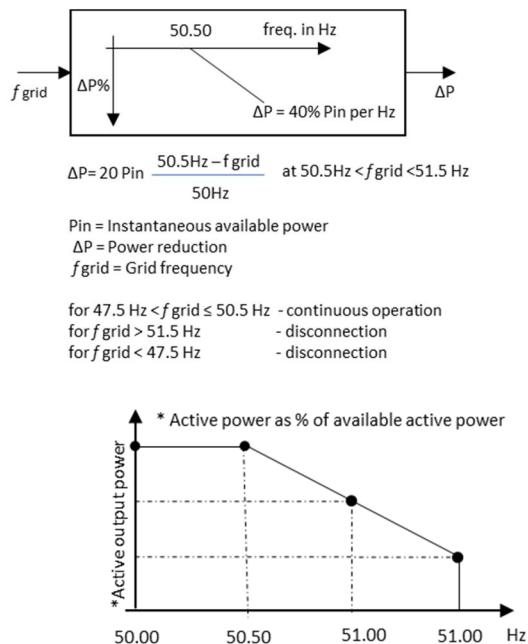 50.50 freq. in Hz
f grid
ΔP%
ΔP
ΔP = 40% Pin per Hz
ΔP= 20 Pin (50.5Hz – f grid) / 50Hz at 50.5Hz < f grid <51.5 Hz
Pin = Instantaneous available power
ΔP = Power reduction
f grid = Grid frequency
for 47.5 Hz < f grid ≤ 50.5 Hz - continuous operation
for f grid > 51.5 Hz - disconnection
for f grid < 47.5 Hz - disconnection
* Active power as % of available active power
*Active output power
50.00 50.50 51.00 51.00 Hz